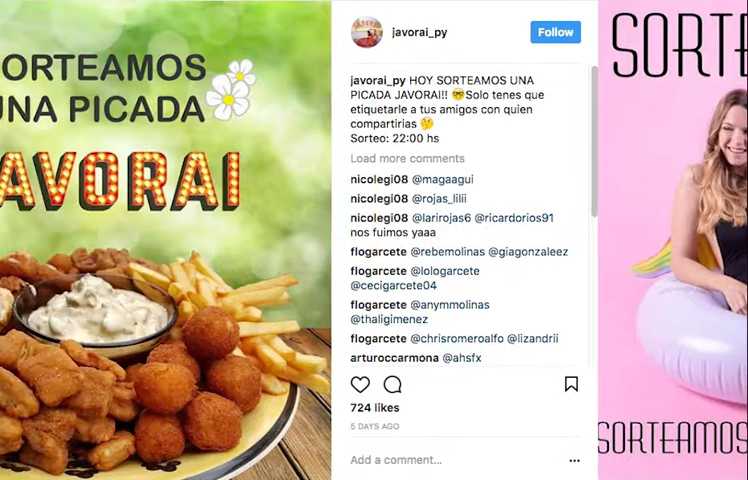 SORTEAMOS
UNA PICADA
JAVORAI
javorai_py
Follow
javorai_py HOY SORTEAMOS UNA
PICADA JAVORAI!! 🤓Solo tenes que
etiquetarle a tus amigos con quien
compartirias 🤔
Sorteo: 22:00 hs
Load more comments
nicolegi08 @magaagui
nicolegi08 @rojas_lilii
nicolegi08 @larirojas6 @ricardorios91
nos fuimos yaaa
flogarcete @rebemolinas @giagonzaleez
flogarcete @lologarcete
@cecigarcete04
flogarcete @anymmolinas
@thaligimenez
flogarcete @chrisromeroalfo @lizandrii
arturoccarmona @ahsfx
724 likes
5 DAYS AGO
Add a comment...
SORTE
SORTEAMOS